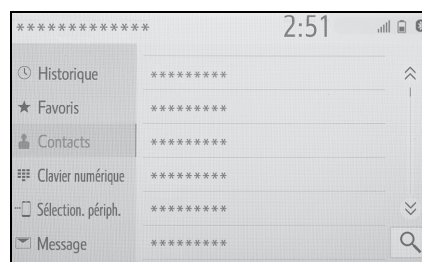 ************* 2:51
Historique *********
Favoris *********
Contacts *********
Clavier numérique *********
Sélection. périph. *********
Message *********